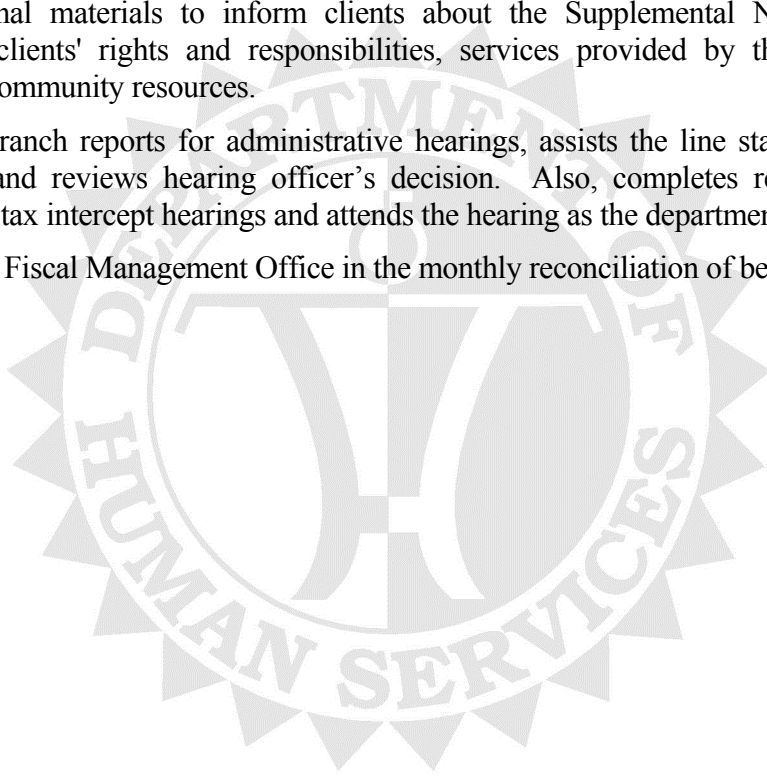 nal materials to inform clients about the Supplemental N
clients' rights and responsibilities, services provided by th
ommunity resources.
ranch reports for administrative hearings, assists the line sta
and reviews hearing officer’s decision. Also, completes re
tax intercept hearings and attends the hearing as the departmen
Fiscal Management Office in the monthly reconciliation of be
DEPARTMENT OF
HUMAN SERVICES